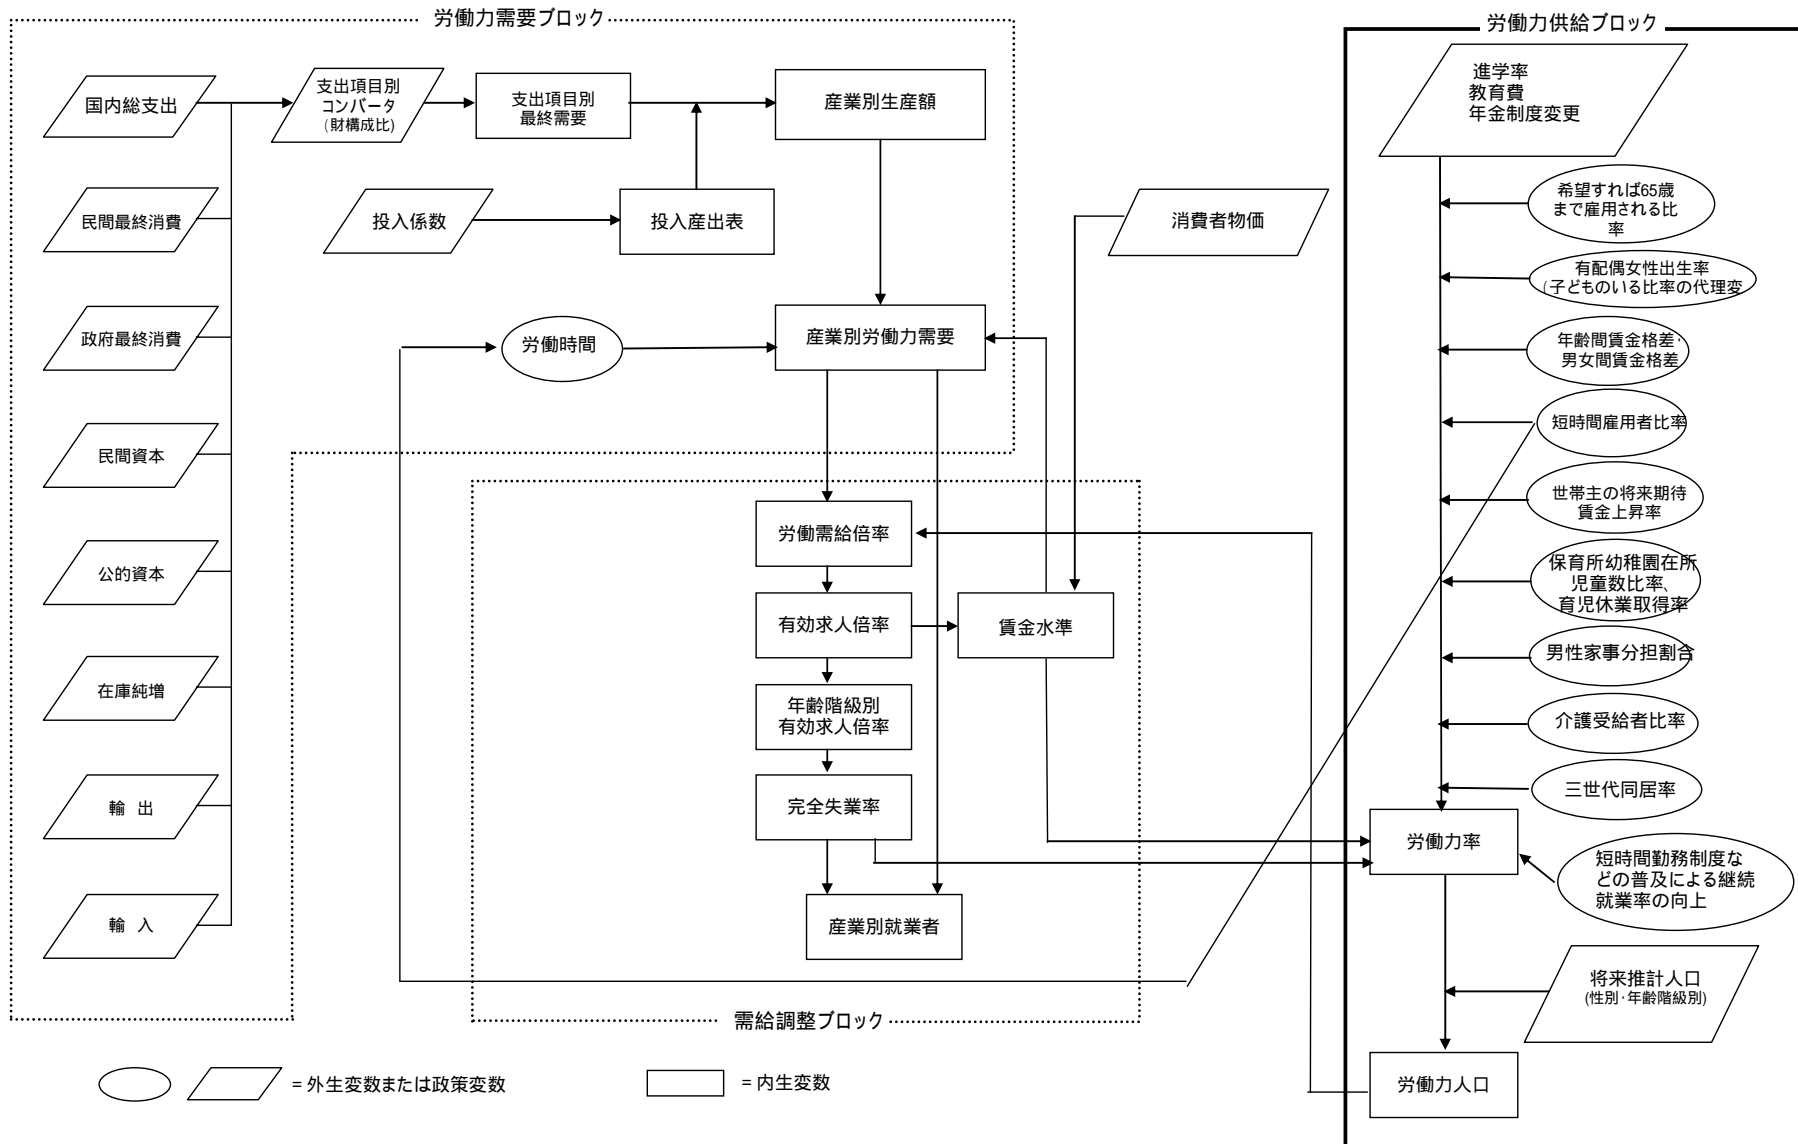 労働力需要ブロック
国内総支出
支出項目別
コンバータ
(財構成比)
支出項目別
最終需要
産業別生産額
民間最終消費
投入係数
投入産出表
消費者物価
政府最終消費
労働時間
産業別労働力需要
民間資本
公的資本
在庫純増
輸 出
輸 入
労働需給倍率
有効求人倍率
賃金水準
年齢階級別
有効求人倍率
完全失業率
産業別就業者
需給調整ブロック
労働力供給ブロック
進学率
教育費
年金制度変更
希望すれば65歳
まで雇用される比
率
有配偶女性出生率
(子どものいる比率の代理変
年齢間賃金格差・
男女間賃金格差
短時間雇用者比率
世帯主の将来期待
賃金上昇率
保育所幼稚園在所
児童数比率、
育児休業取得率
男性家事分担割合
介護受給者比率
三世代同居率
労働力率
短時間勤務制度な
どの普及による継続
就業率の向上
将来推計人口
(性別・年齢階級別)
労働力人口
= 外生変数または政策変数
= 内生変数